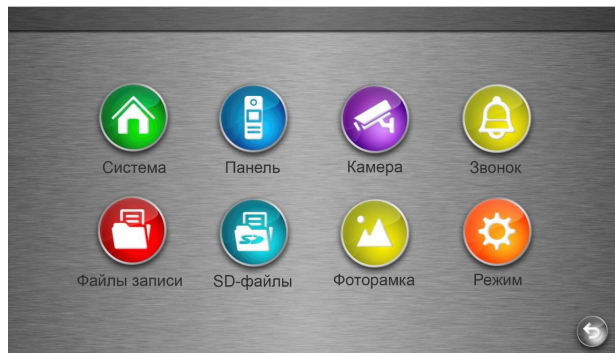 Система
Панель
Камера
Звонок
Файлы записи
SD-файлы
Фоторамка
Режим